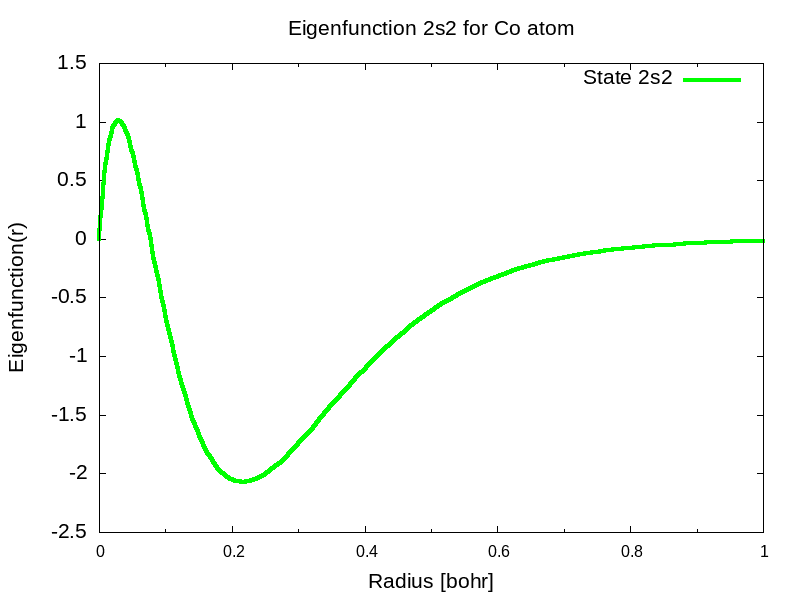 Eigenfunction 2s2 for Co atom
State 2s2
1.5
1
0.5
0
-0.5
-1
-1.5
-2
-2.5
Eigenfunction(r)
0 0.2 0.4 0.6 0.8 1
Radius [bohr]